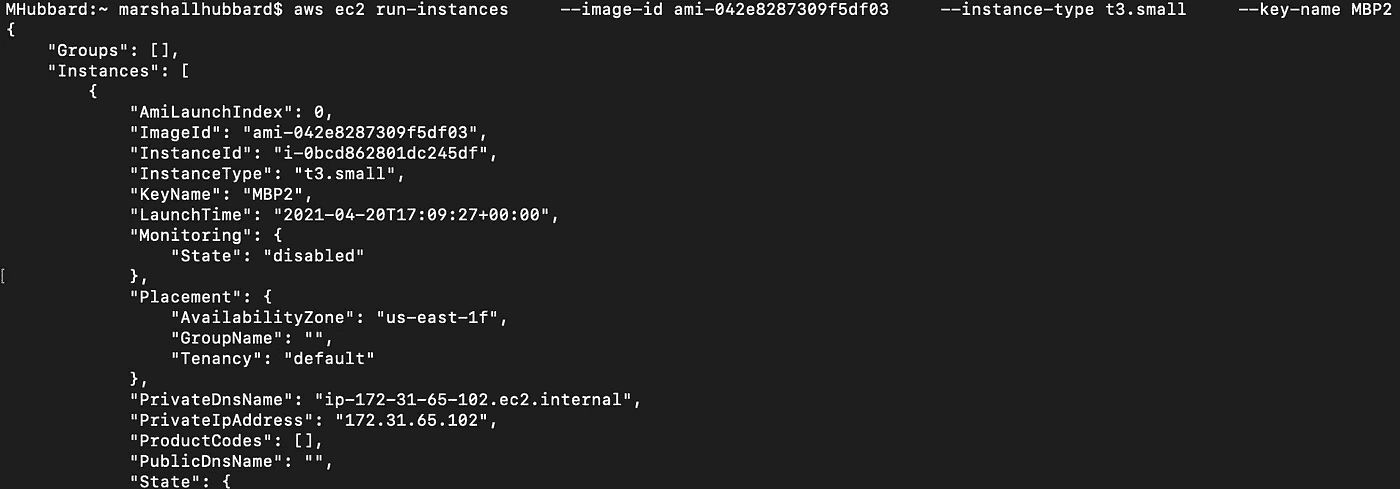 MHubbard:~ marshallhubbard$ aws ec2 run-instances     --image-id ami-042e8287309f5df03     --instance-type t3.small     --key-name MBP2
{
    "Groups": [],
    "Instances": [
        {
            "AmiLaunchIndex": 0,
            "ImageId": "ami-042e8287309f5df03",
            "InstanceId": "i-0bcd862801dc245df",
            "InstanceType": "t3.small",
            "KeyName": "MBP2",
            "LaunchTime": "2021-04-20T17:09:27+00:00",
            "Monitoring": {
                "State": "disabled"
[            },
            "Placement": {
                "AvailabilityZone": "us-east-1f",
                "GroupName": "",
                "Tenancy": "default"
            },
            "PrivateDnsName": "ip-172-31-65-102.ec2.internal",
            "PrivateIpAddress": "172.31.65.102",
            "ProductCodes": [],
            "PublicDnsName": "",
            "State": {